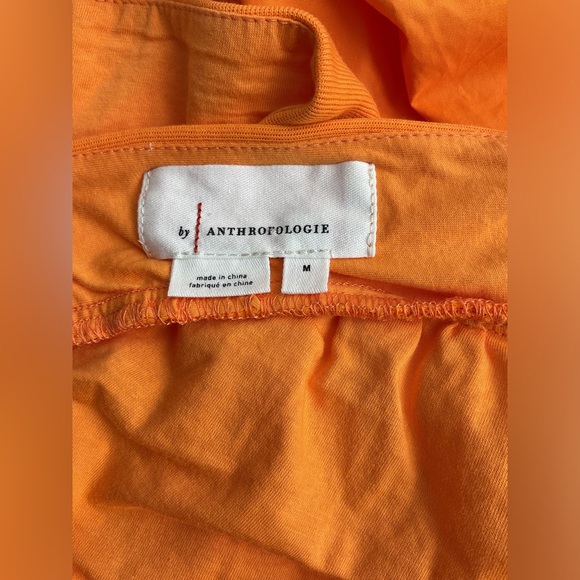 by ANTHROPOLOGIE
made in china
fabriqué en chine
M